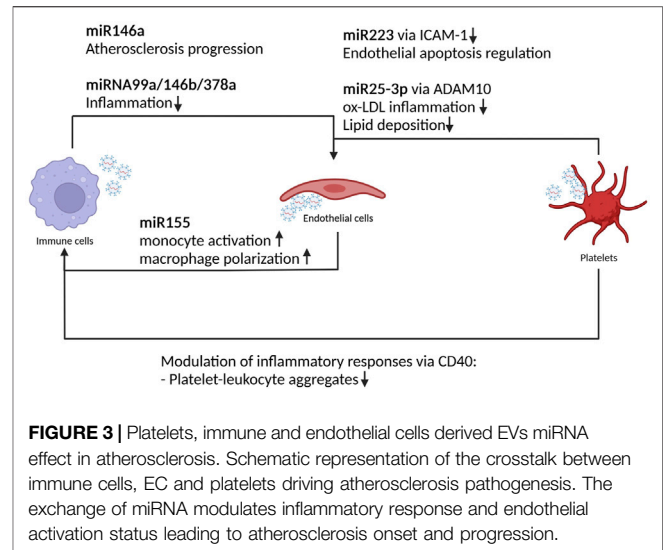 miR146a
Atherosclerosis progression
miRNA99a/146b/378a
Inflammation↓
miR223 via ICAM-1↓
Endothelial apoptosis regulation
miR25-3p via ADAM10
ox-LDL inflammation ↓
Lipid deposition↓
Immune cells
Endothelial cells
Platelets
miR155
monocyte activation ↑
macrophage polarization ↑
Modulation of inflammatory responses via CD40:
- Platelet-leukocyte aggregates↓
FIGURE 3 | Platelets, immune and endothelial cells derived EVs miRNA
effect in atherosclerosis. Schematic representation of the crosstalk between
immune cells, EC and platelets driving atherosclerosis pathogenesis. The
exchange of miRNA modulates inflammatory response and endothelial
activation status leading to atherosclerosis onset and progression.